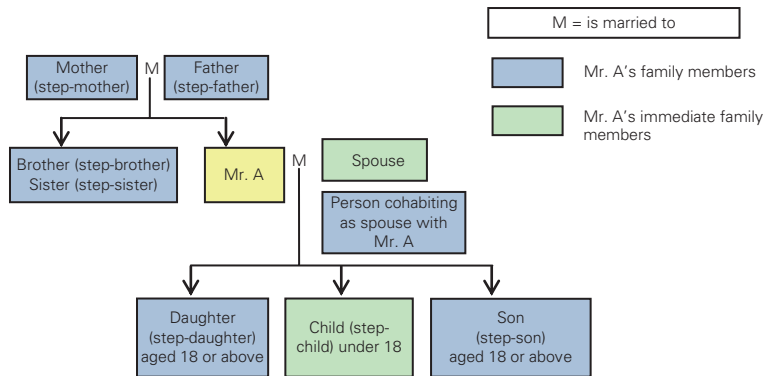 M = is married to
Mr. A's family members
Mr. A's immediate family
members
Mother
(step-mother)
M
Father
(step-father)
Brother (step-brother)
Sister (step-sister)
Mr. A
M
Spouse
Person cohabiting
as spouse with
Mr. A
Daughter
(step-daughter)
aged 18 or above
Child (step-
child) under 18
Son
(step-son)
aged 18 or above